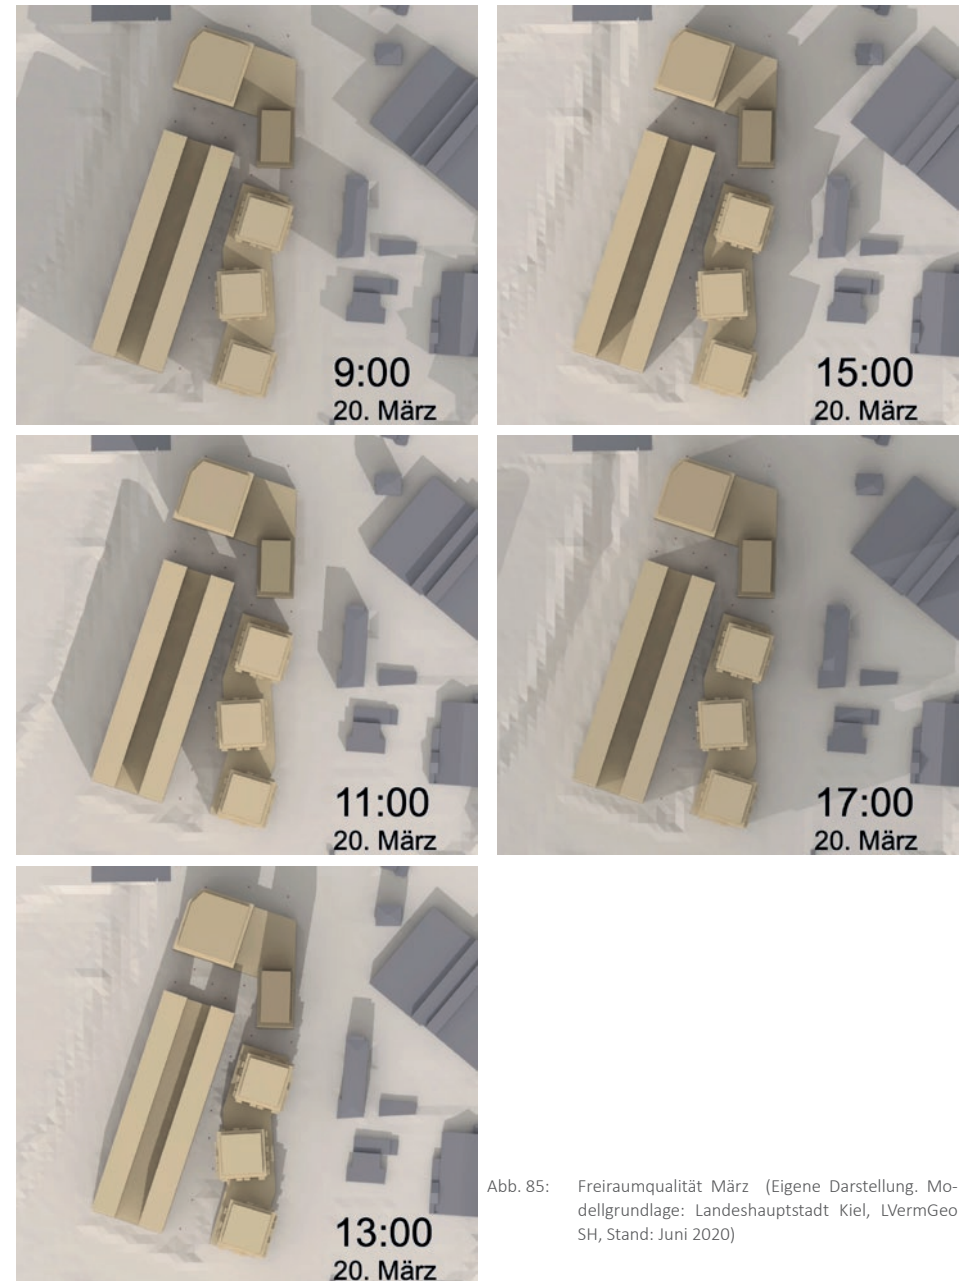 9:00
20. März
15:00
20. März
11:00
20. März
17:00
20. März
13:00
20. März
Abb. 85: Freiraumqualität März (Eigene Darstellung. Mo-
dellgrundlage: Landeshauptstadt Kiel, LVermGeo
SH, Stand: Juni 2020)